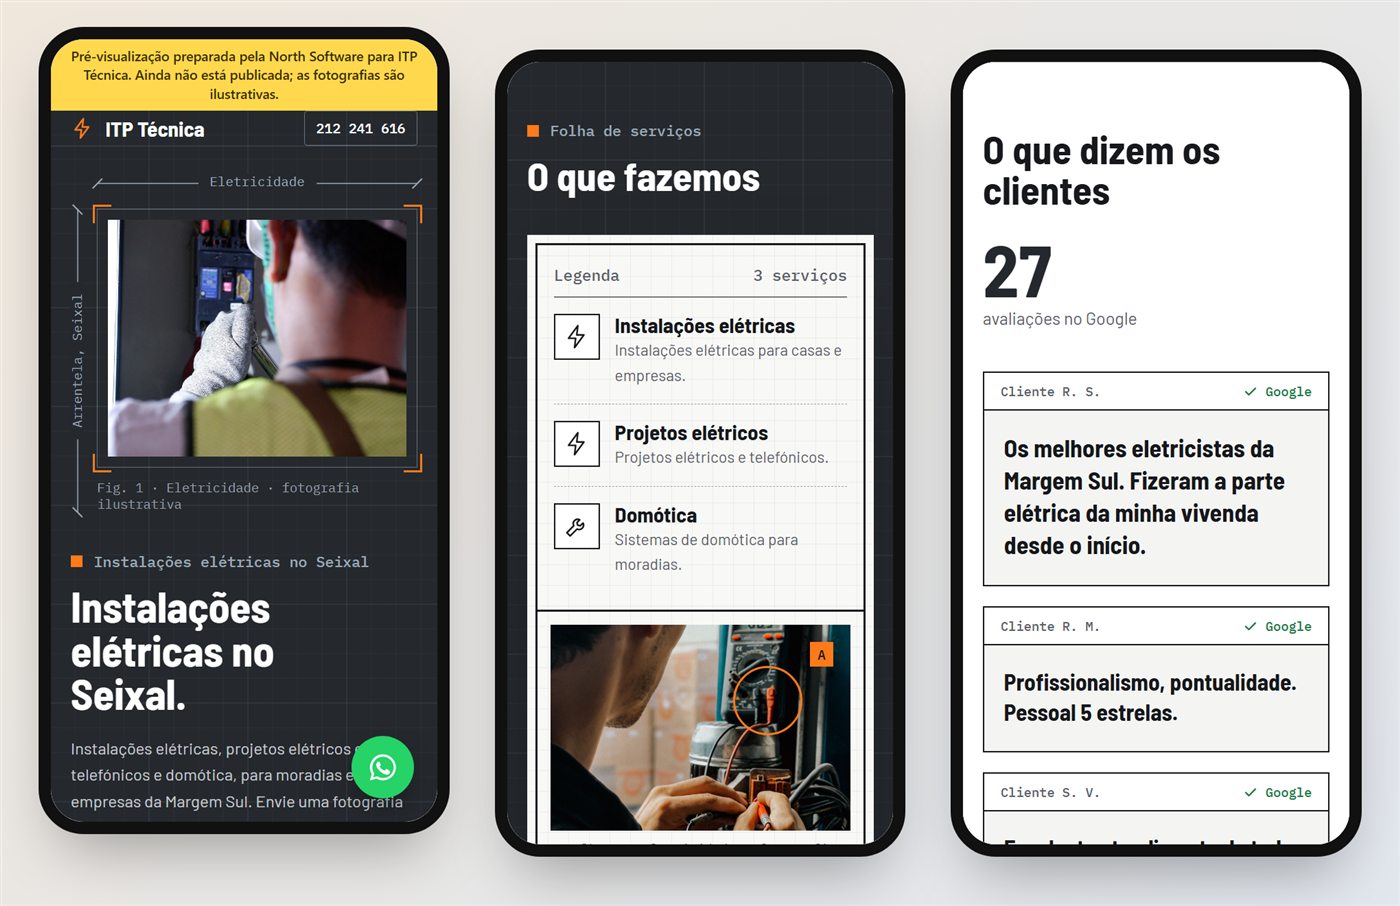 Pré-visualização preparada pela North Software para ITP
Técnica. Ainda não está publicada; as fotografias são
ilustrativas.
ITP Técnica
212 241 616
Eletricidade
Arrentela, Seixal
Fig. 1 · Eletricidade · fotografia
ilustrativa
Instalações elétricas no Seixal
Instalações
elétricas no
Seixal.
Instalações elétricas, projetos elétricos
telefónicos e domótica, para moradias e
empresas da Margem Sul. Envie uma fotografia
Folha de serviços
O que fazemos
Legenda
3 serviços
Instalações elétricas
Instalações elétricas para casas e
empresas.
Projetos elétricos
Projetos elétricos e telefónicos.
Domótica
Sistemas de domótica para
moradias.
A
O que dizem os
clientes
27
avaliações no Google
Cliente R. S.
Google
Os melhores eletricistas da
Margem Sul. Fizeram a parte
elétrica da minha vivenda
desde o início.
Cliente R. M.
Google
Profissionalismo, pontualidade.
Pessoal 5 estrelas.
Cliente S. V.
Google